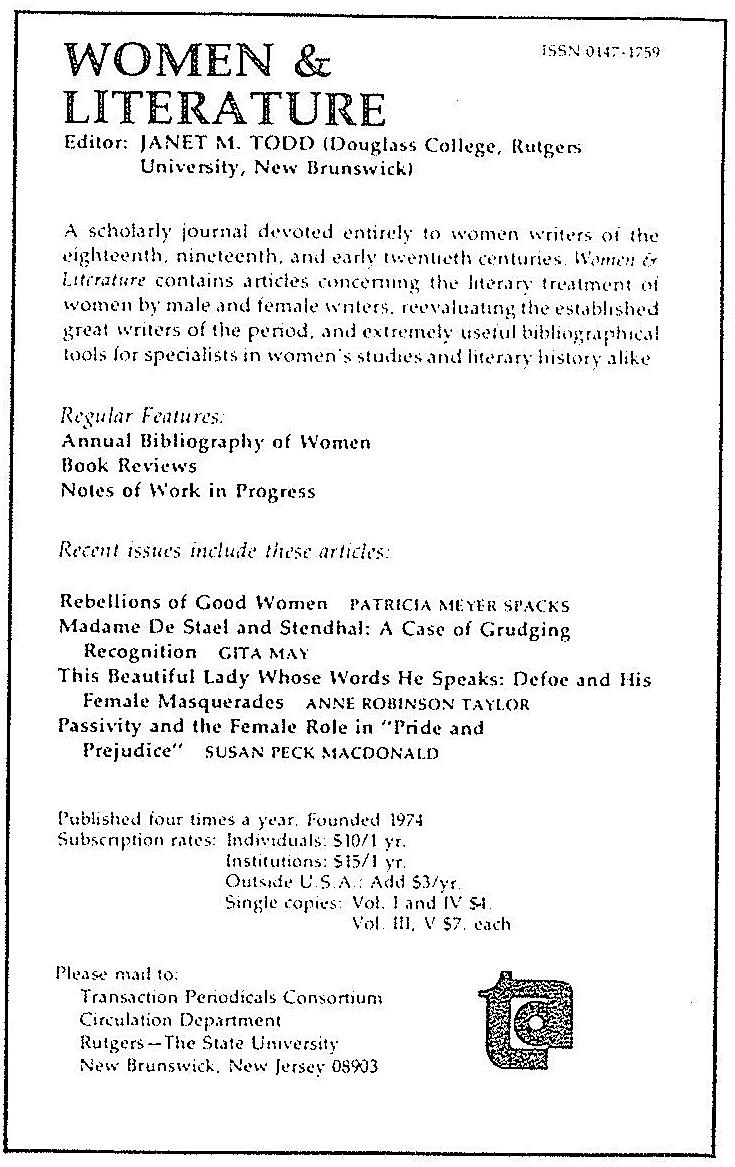 WOMEN &
ISSN 0147-1759
LITERATURE
Editor: JANET M. TODD (Douglass College, Rutgers
University, New Brunswick)
A scholarly journal devoted entirely to women writers of the
eighteenth, nineteenth, and early twentieth centuries. Women &
Literature contains articles concerning the literary treatment of
women by male and female writers, reevaluating the established
great writers of the period, and extremely useful bibliographical
tools for specialists in women's studies and literary history alike
Regular Features:
Annual Bibliography of Women
Book Reviews
Notes of Work in Progress
Recent issues include these articles:
Rebellions of Good Women PATRICIA MEYER SPACKS
Madame De Stael and Stendhal: A Case of Grudging
Recognition GITA MAY
This Beautiful Lady Whose Words He Speaks: Defoe and His
Female Masquerades ANNE ROBINSON TAYLOR
Passivity and the Female Role in "Pride and
Prejudice" SUSAN PECK MACDONALD
Published four times a year. Founded 1974
Subscription rates: Individuals: $10/1 yr.
Institutions: $15/1 yr.
Outside U.S.A.: Add $3/yr.
Single copies: Vol. I and IV $4.
Vol. III, V $7. each
Please mail to:
Transaction Periodicals Consortium
Circulation Department
Rutgers—The State University
New Brunswick, New Jersey 08903